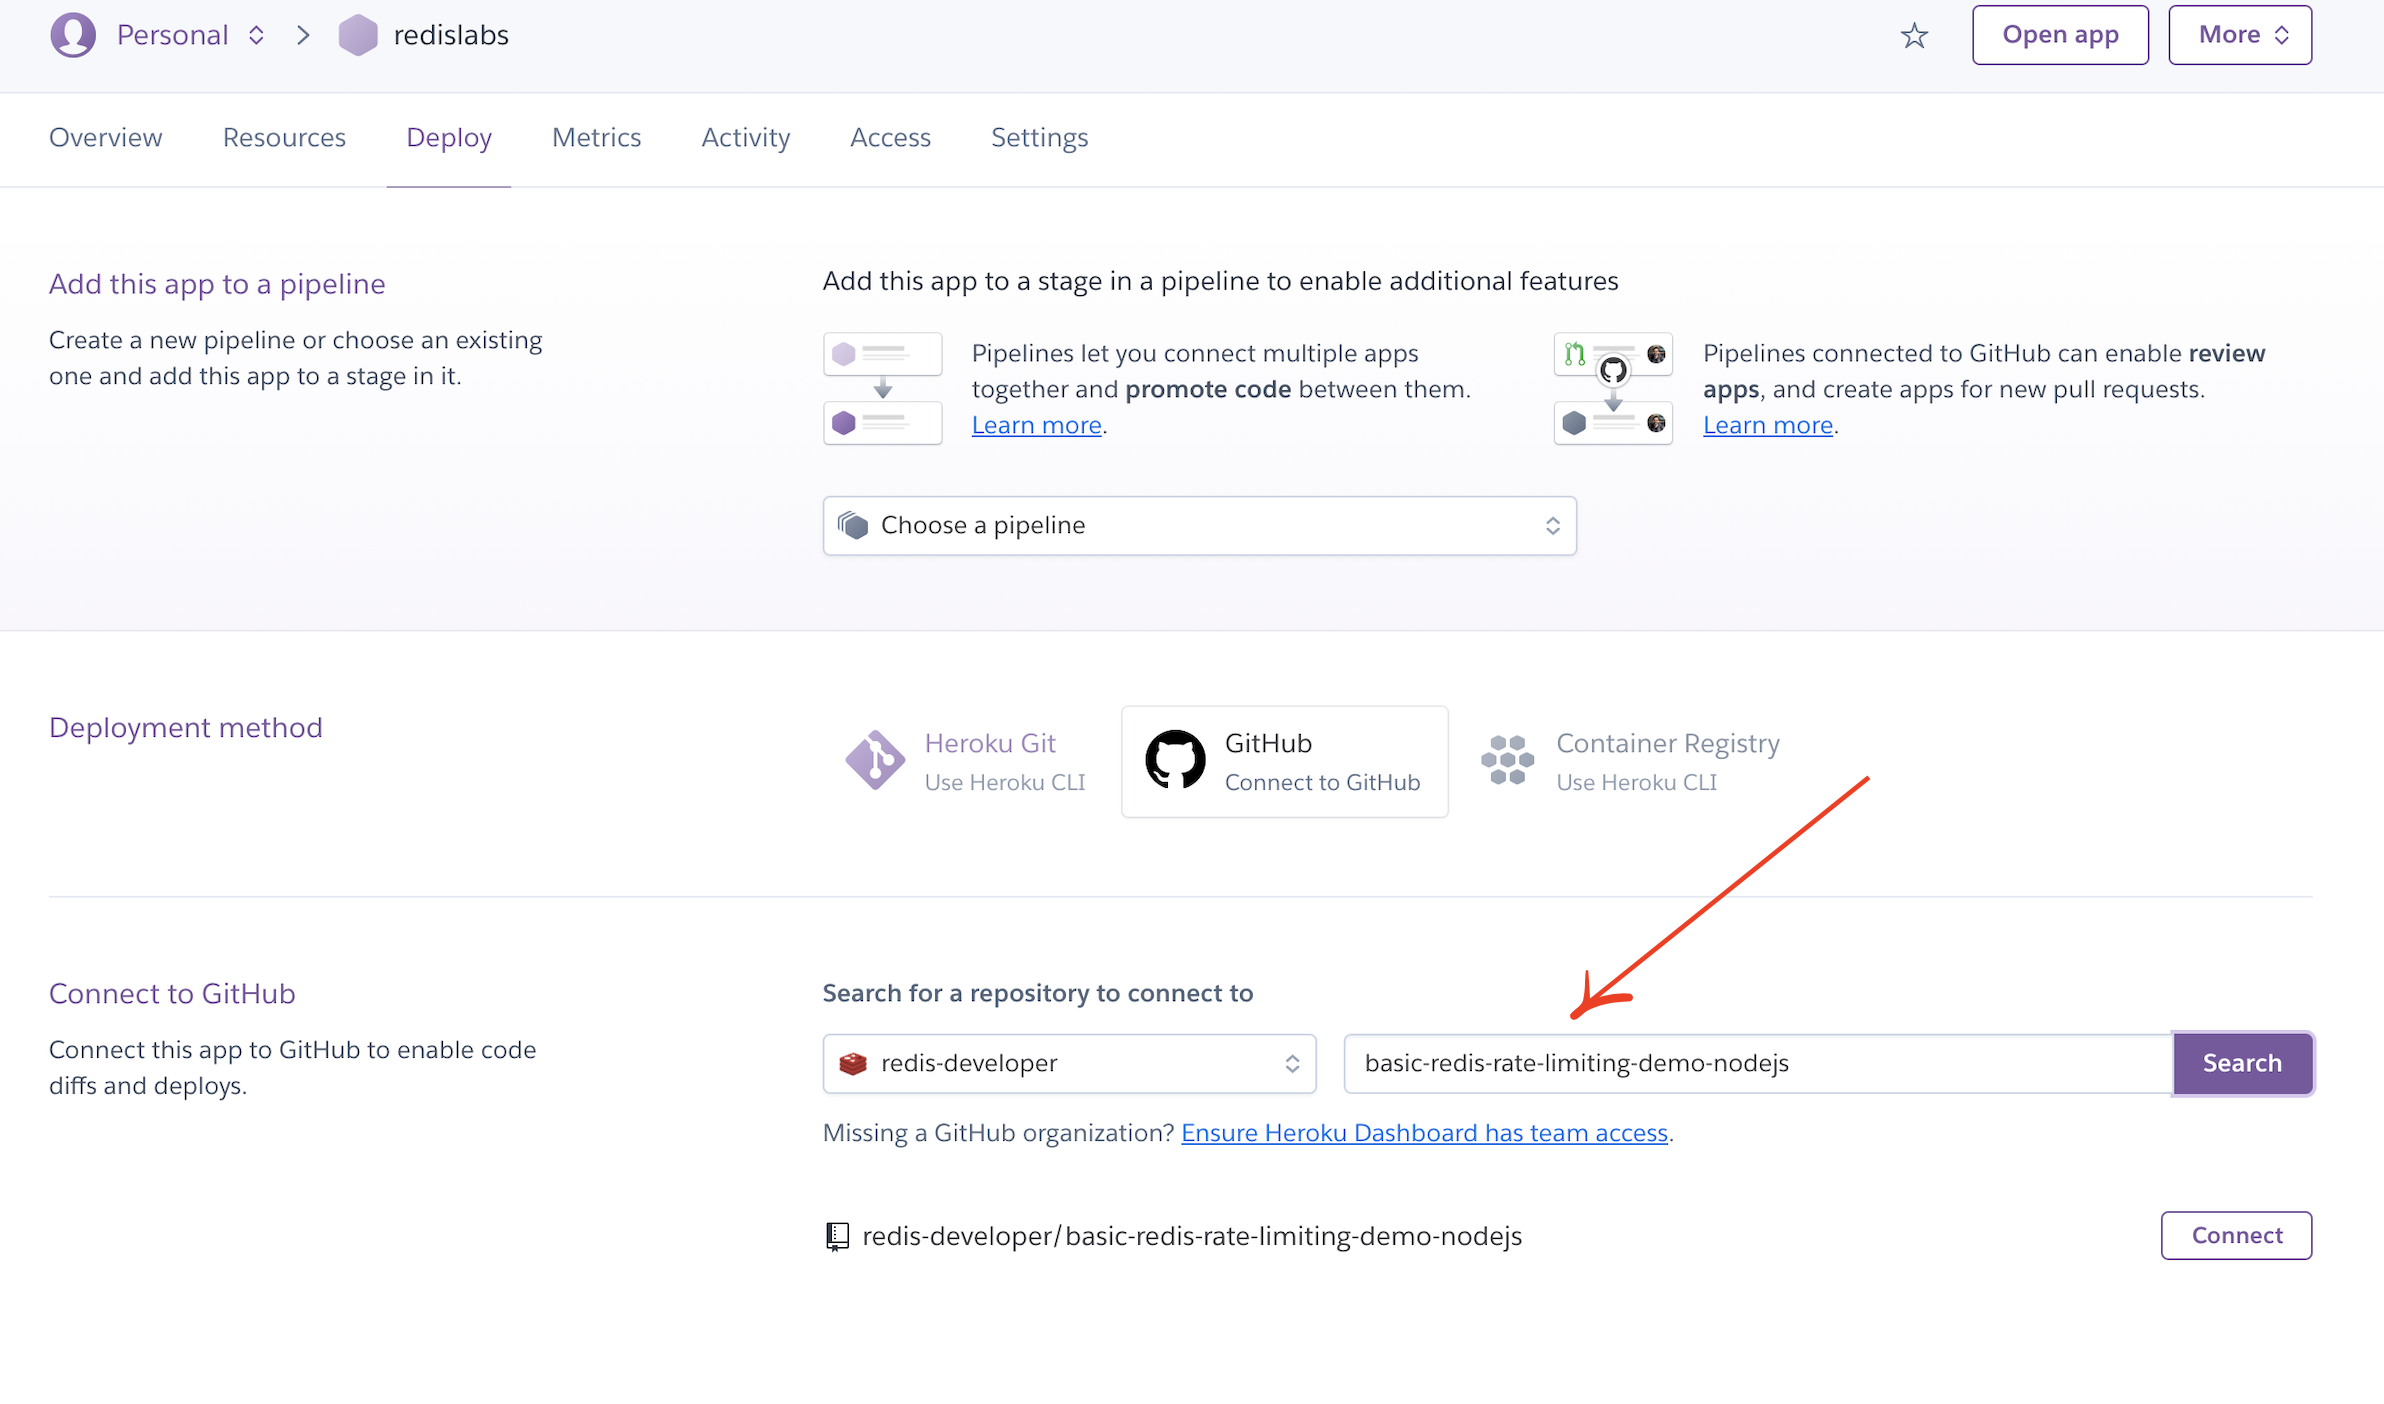 Personal
redislabs
Open app
More
Overview
Resources
Deploy
Metrics
Activity
Access
Settings
Add this app to a pipeline
Create a new pipeline or choose an existing
one and add this app to a stage in it.
Add this app to a stage in a pipeline to enable additional features
Pipelines let you connect multiple apps
together and promote code between them.
Learn more.
Pipelines connected to GitHub can enable review
apps, and create apps for new pull requests.
Learn more.
Choose a pipeline
Deployment method
Heroku Git
Use Heroku CLI
GitHub
Connect to GitHub
Container Registry
Use Heroku CLI
Connect to GitHub
Connect this app to GitHub to enable code
diffs and deploys.
Search for a repository to connect to
redis-developer
basic-redis-rate-limiting-demo-nodejs
Search
Missing a GitHub organization? Ensure Heroku Dashboard has team access.
redis-developer/basic-redis-rate-limiting-demo-nodejs
Connect